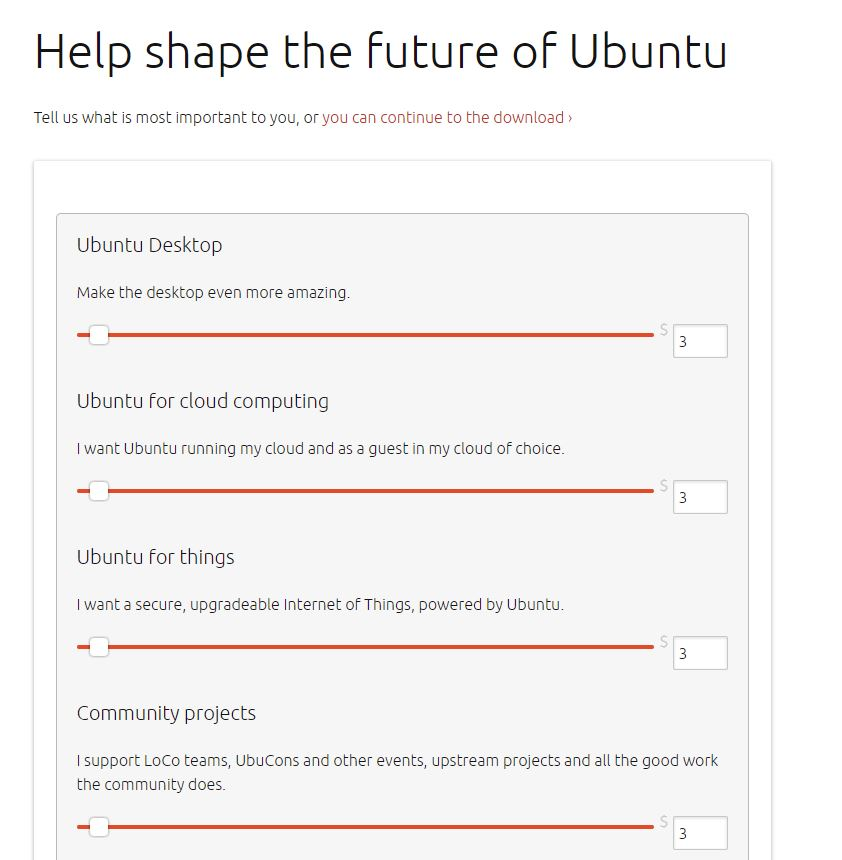 Help shape the future of Ubuntu
Tell us what is most important to you, or you can continue to the download ›
Ubuntu Desktop
Make the desktop even more amazing.
$ 3
Ubuntu for cloud computing
I want Ubuntu running my cloud and as a guest in my cloud of choice.
$ 3
Ubuntu for things
I want a secure, upgradeable Internet of Things, powered by Ubuntu.
$ 3
Community projects
I support LoCo teams, UbuCons and other events, upstream projects and all the good work
the community does.
$ 3